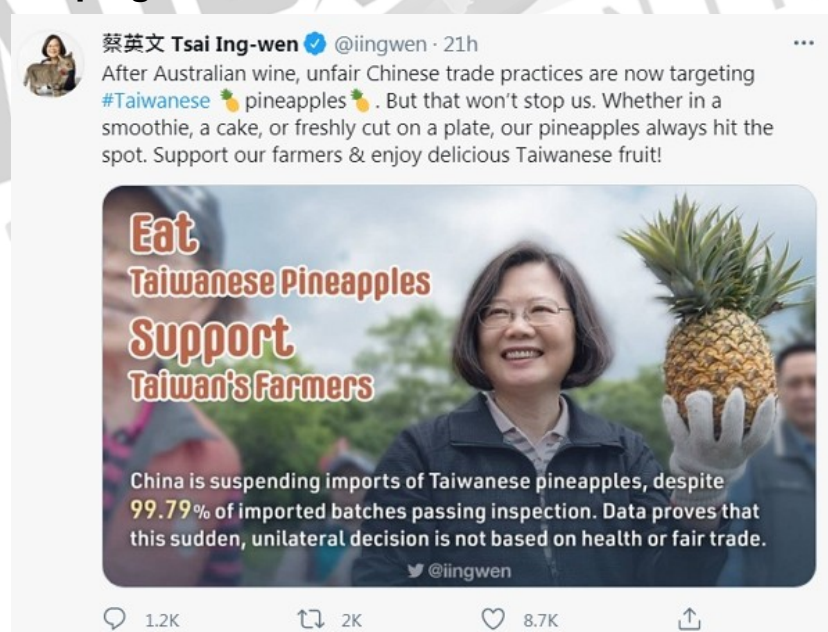 蔡英文 Tsai Ing-wen @iingwen · 21h
After Australian wine, unfair Chinese trade practices are now targeting
#Taiwanese 🍍 pineapples🍍. But that won't stop us. Whether in a
smoothie, a cake, or freshly cut on a plate, our pineapples always hit the
spot. Support our farmers & enjoy delicious Taiwanese fruit!
Eat
Taiwanese Pineapples
Support
Taiwan's Farmers
China is suspending imports of Taiwanese pineapples, despite
99.79% of imported batches passing inspection. Data proves that
this sudden, unilateral decision is not based on health or fair trade.
@iingwen
1.2K 2K 8.7K